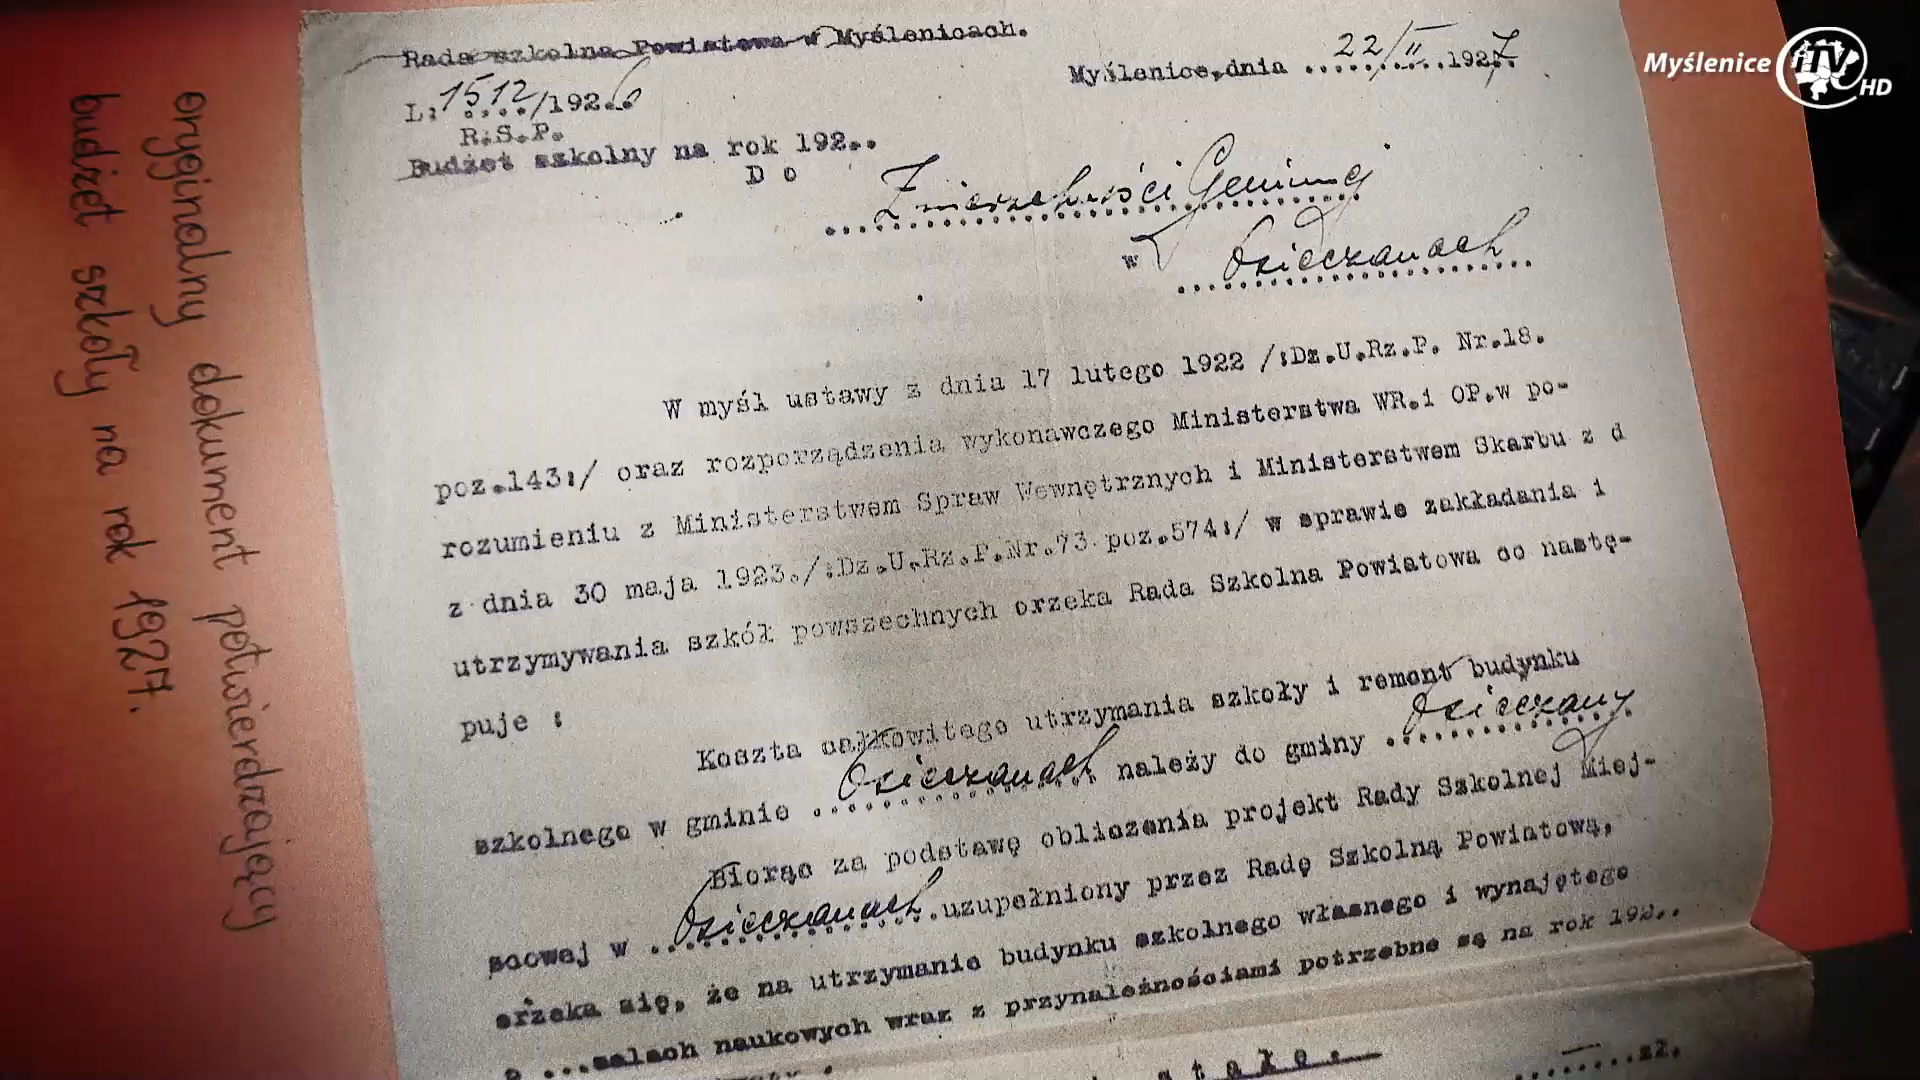 Rada szkolna Powiatowa w Myślenicach.
Myślenice, dnia 22/II 1927
L: 1512/1926
R.S.P.
Budżet szkolny na rok 192..
Do
Zwierzchności Gminnej
w Osieczanach
W myśl ustawy z dnia 17 lutego 1922 /:Dz.U.Rz.P. Nr.18.
poz.143:/ oraz rozporządzenia wykonawczego Ministerstwa WR.i OP.w po-
rozumieniu z Ministerstwem Spraw Wewnętrznych i Ministerstwem Skarbu z d
z dnia 30 maja 1923./:Dz.U.Rz.P.Nr.73 poz.574:/ w sprawie zakładania i
utrzymywania szkół powszechnych orzeka Rada Szkolna Powiatowa co nastę-
puje :
Koszta całkowitego utrzymania szkoły i remont budynku
szkolnego w gminie Osieczanach należy do gminy Osieczany
Biorąc za podstawę obliczenia projekt Rady Szkolnej Miej-
scowej w Osieczanach uzupełniony przez Radę Szkolną Powiatową,
orzeka się, że na utrzymanie budynku szkolnego własnego i wynajętego
o ...salach naukowych wraz z przynależnościami potrzebne są na rok 192..
zł.
oryginalny dokument potwierdzający
budżet szkoły na rok 1927.
Myślenice iTV HD